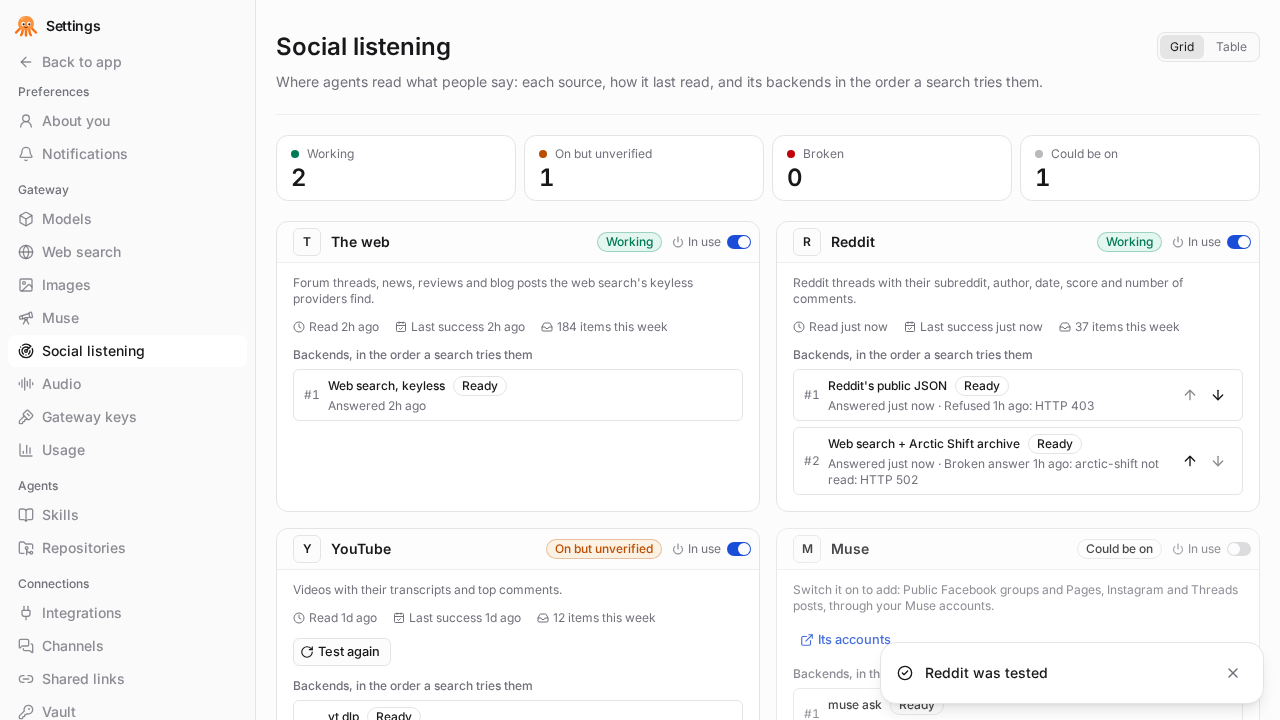 Settings
Back to app
Preferences
About you
Notifications
Gateway
Models
Web search
Images
Muse
Social listening
Audio
Gateway keys
Usage
Agents
Skills
Repositories
Connections
Integrations
Channels
Shared links
Vault
Social listening
Grid
Table
Where agents read what people say: each source, how it last read, and its backends in the order a search tries them.
Working
2
On but unverified
1
Broken
0
Could be on
1
T
The web
Working
In use
Forum threads, news, reviews and blog posts the web search's keyless
providers find.
Read 2h ago
Last success 2h ago
184 items this week
Backends, in the order a search tries them
#1
Web search, keyless
Ready
Answered 2h ago
R
Reddit
Working
In use
Reddit threads with their subreddit, author, date, score and number of
comments.
Read just now
Last success just now
37 items this week
Backends, in the order a search tries them
#1
Reddit's public JSON
Ready
Answered just now · Refused 1h ago: HTTP 403
#2
Web search + Arctic Shift archive
Ready
Answered just now · Broken answer 1h ago: arctic-shift not
read: HTTP 502
Y
YouTube
On but unverified
In use
Videos with their transcripts and top comments.
Read 1d ago
Last success 1d ago
12 items this week
Test again
Backends, in the order a search tries them
yt dlp
Ready
M
Muse
Could be on
In use
Switch it on to add: Public Facebook groups and Pages, Instagram and Threads
posts, through your Muse accounts.
Its accounts
Backends, in th
#1
muse ask
Ready
Reddit was tested